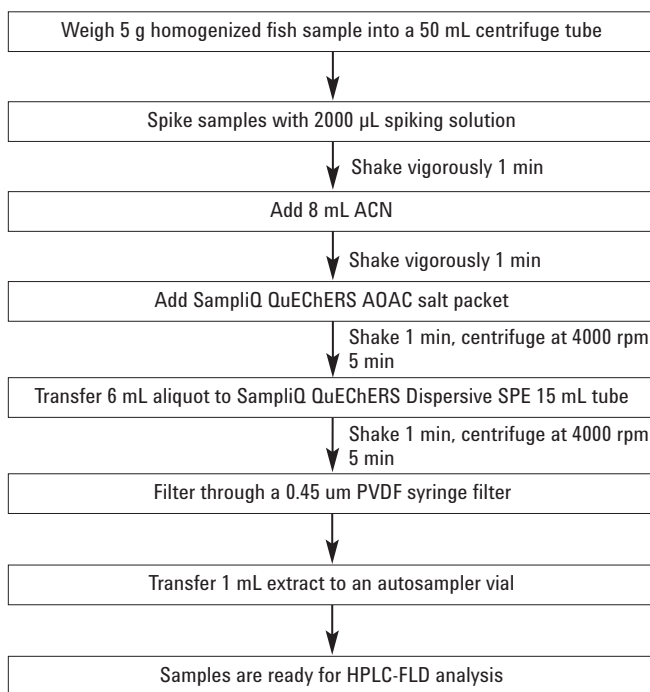 Weigh 5 g homogenized fish sample into a 50 mL centrifuge tube
Spike samples with 2000 µL spiking solution
Shake vigorously 1 min
Add 8 mL ACN
Shake vigorously 1 min
Add SampliQ QuEChERS AOAC salt packet
Shake 1 min, centrifuge at 4000 rpm
5 min
Transfer 6 mL aliquot to SampliQ QuEChERS Dispersive SPE 15 mL tube
Shake 1 min, centrifuge at 4000 rpm
5 min
Filter through a 0.45 um PVDF syringe filter
Transfer 1 mL extract to an autosampler vial
Samples are ready for HPLC-FLD analysis